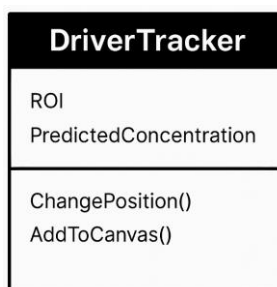 DriverTracker
ROI
PredictedConcentration
ChangePosition()
AddToCanvas()